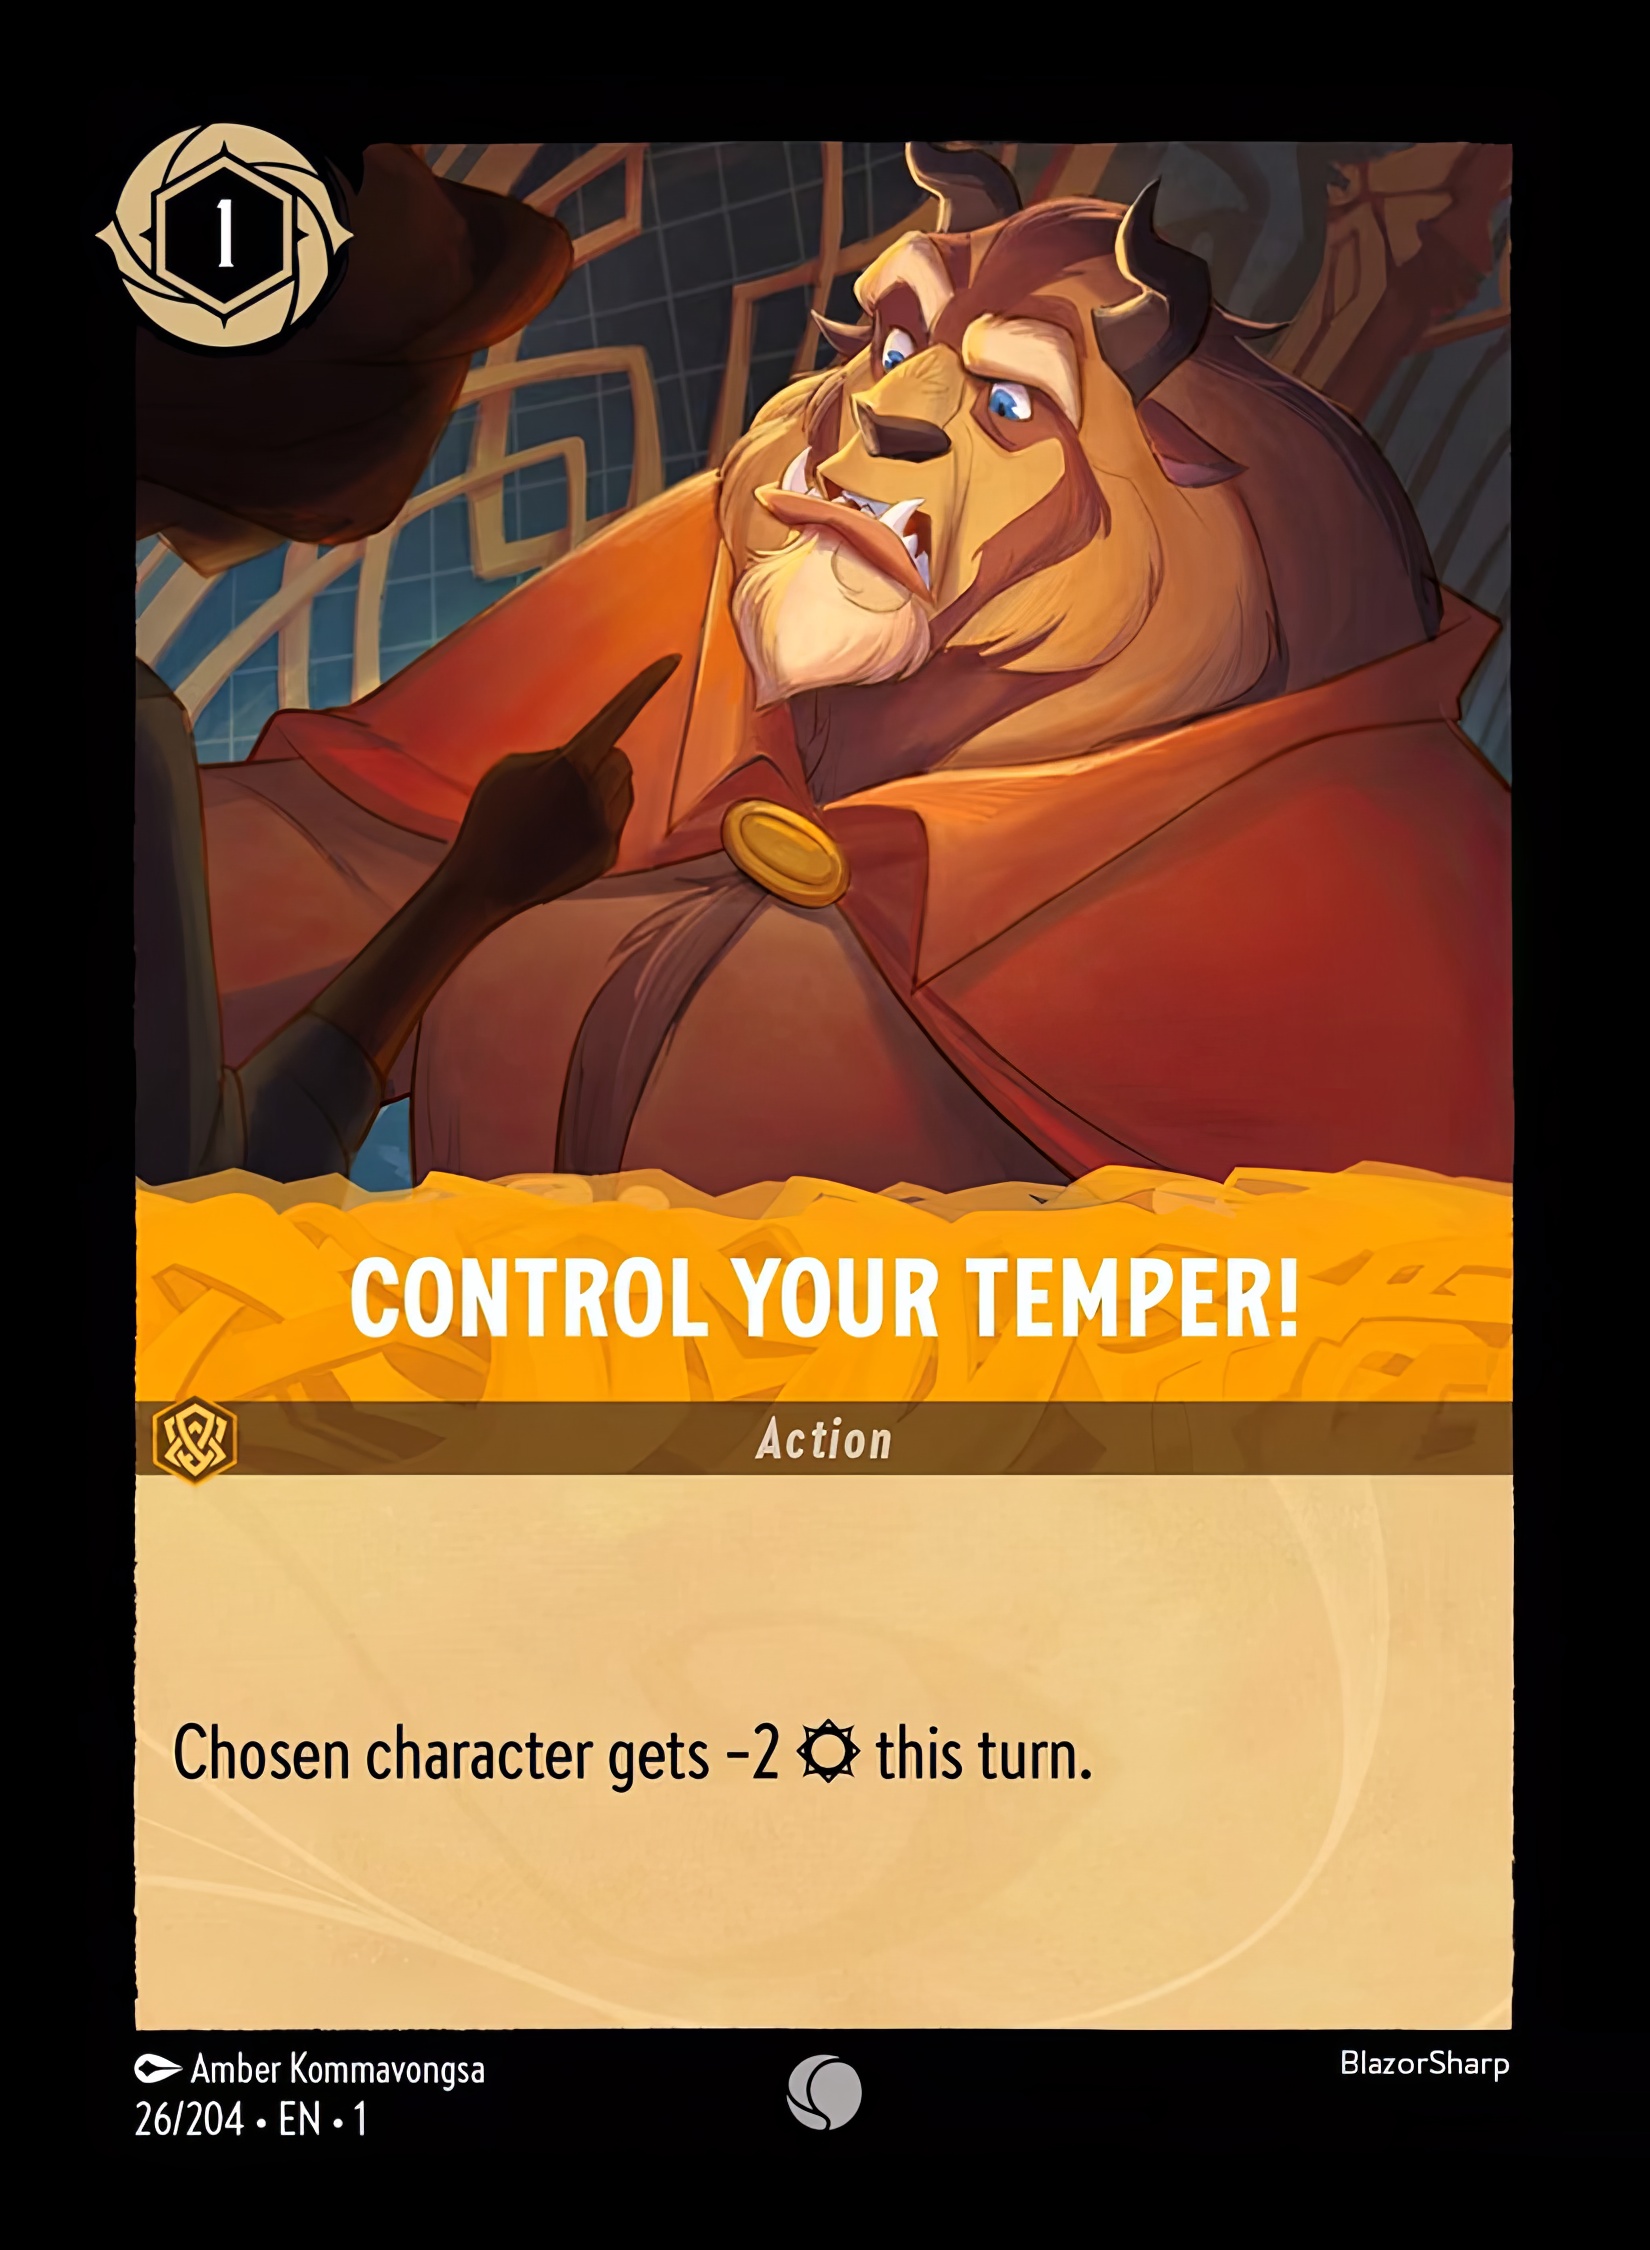 1
CONTROL YOUR TEMPER!
Action
Chosen character gets -2 this turn.
Amber Kommavongsa
BlazorSharp
26/204 • EN • 1